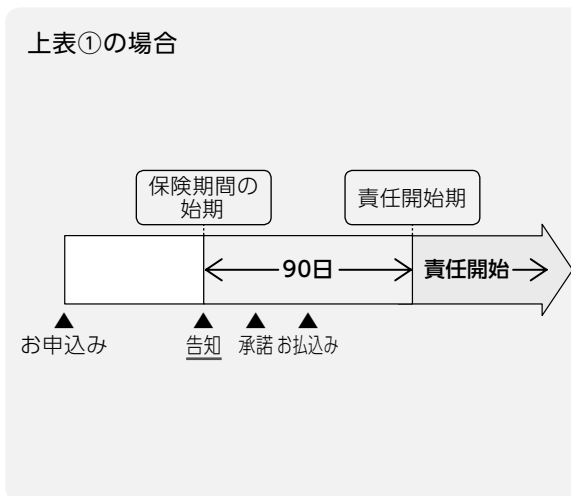 上表①の場合
保険期間の
始期
責任開始期
90日
責任開始
お申込み
告知
承諾
お払込み